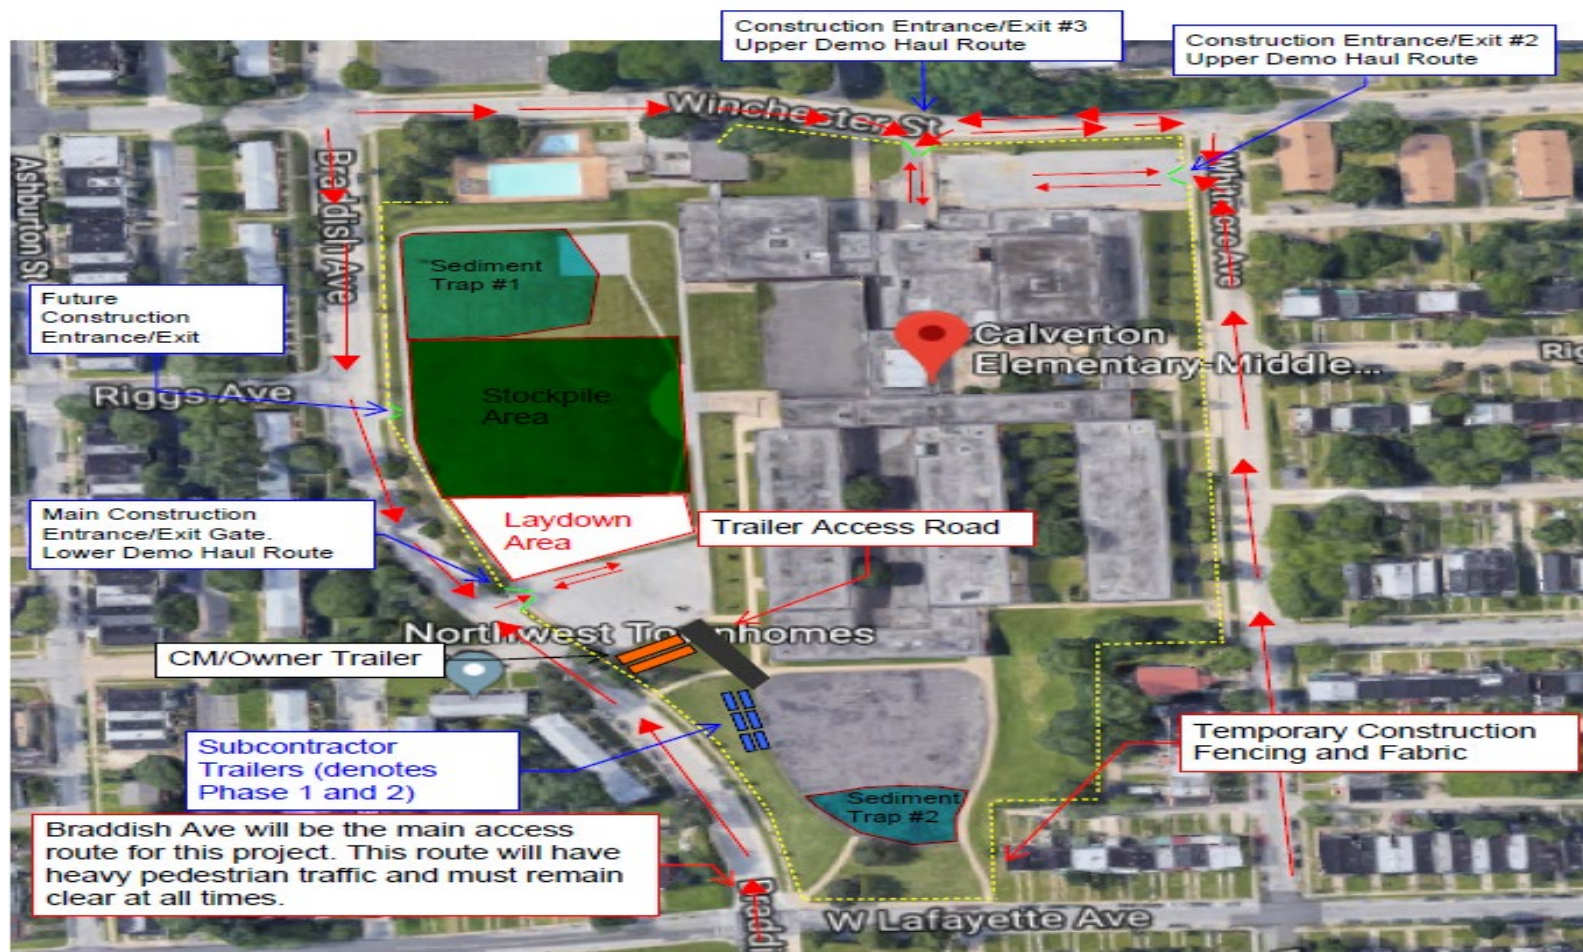 Construction Entrance/Exit #3
Upper Demo Haul Route
Construction Entrance/Exit #2
Upper Demo Haul Route
Winchester St
Ashburton St
Braddish Ave
Whitmore Ave
Sediment
Trap #1
Future
Construction
Entrance/Exit
Calverton
Elementary-Middle...
Riggs Ave
Stockpile
Area
Main Construction
Entrance/Exit Gate.
Lower Demo Haul Route
Laydown
Area
Trailer Access Road
Northwest Townhomes
CM/Owner Trailer
Subcontractor
Trailers (denotes
Phase 1 and 2)
Temporary Construction
Fencing and Fabric
Sediment
Trap #2
Braddish Ave will be the main access
route for this project. This route will have
heavy pedestrian traffic and must remain
clear at all times.
W Lafayette Ave